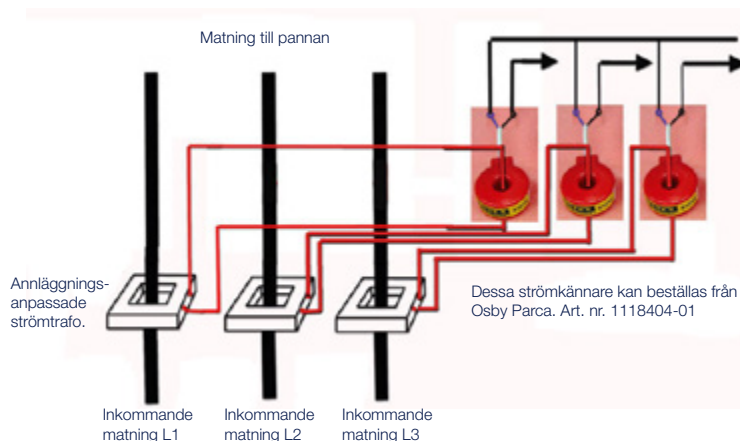 Matning till pannan
Annläggnings-
anpassade
strömtrafo.
Dessa strömkännare kan beställas från
Osby Parca. Art. nr. 1118404-01
Inkommande
matning L1
Inkommande
matning L2
Inkommande
matning L3